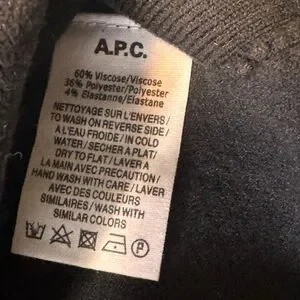 A.P.C.
60% Viscose/Viscose
36% Polyester/Polyester
4% Elastanne/Elastane
NETTOYAGE SUR L'ENVERS /
TO WASH ON REVERSE SIDE /
A L'EAU FROIDE / IN COLD
WATER / SECHER A PLAT /
DRY TO FLAT / LAVER A
LA MAIN AVEC PRECAUTION /
HAND WASH WITH CARE / LAVER
AVEC DES COULEURS
SIMILAIRES / WASH WITH
SIMILAR COLORS
P